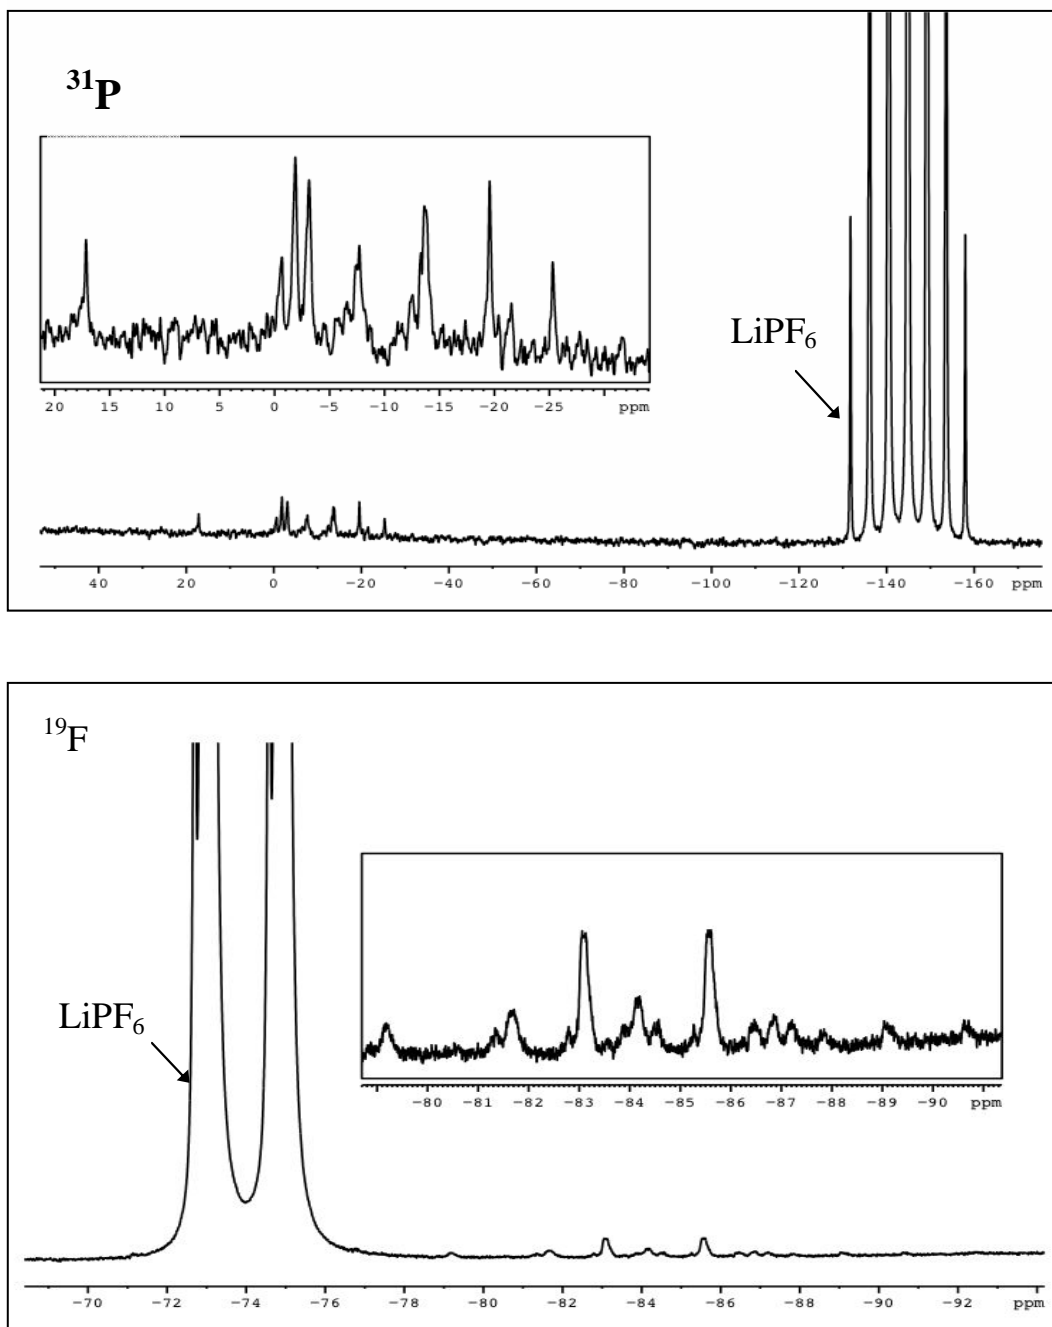 ³¹P
20 15 10 5 0 −5 −10 −15 −20 −25 ppm
LiPF₆
40 20 0 −20 −40 −60 −80 −100 −120 −140 −160 ppm
¹⁹F
LiPF₆
−80 −81 −82 −83 −84 −85 −86 −87 −88 −89 −90 ppm
−70 −72 −74 −76 −78 −80 −82 −84 −86 −88 −90 −92 ppm